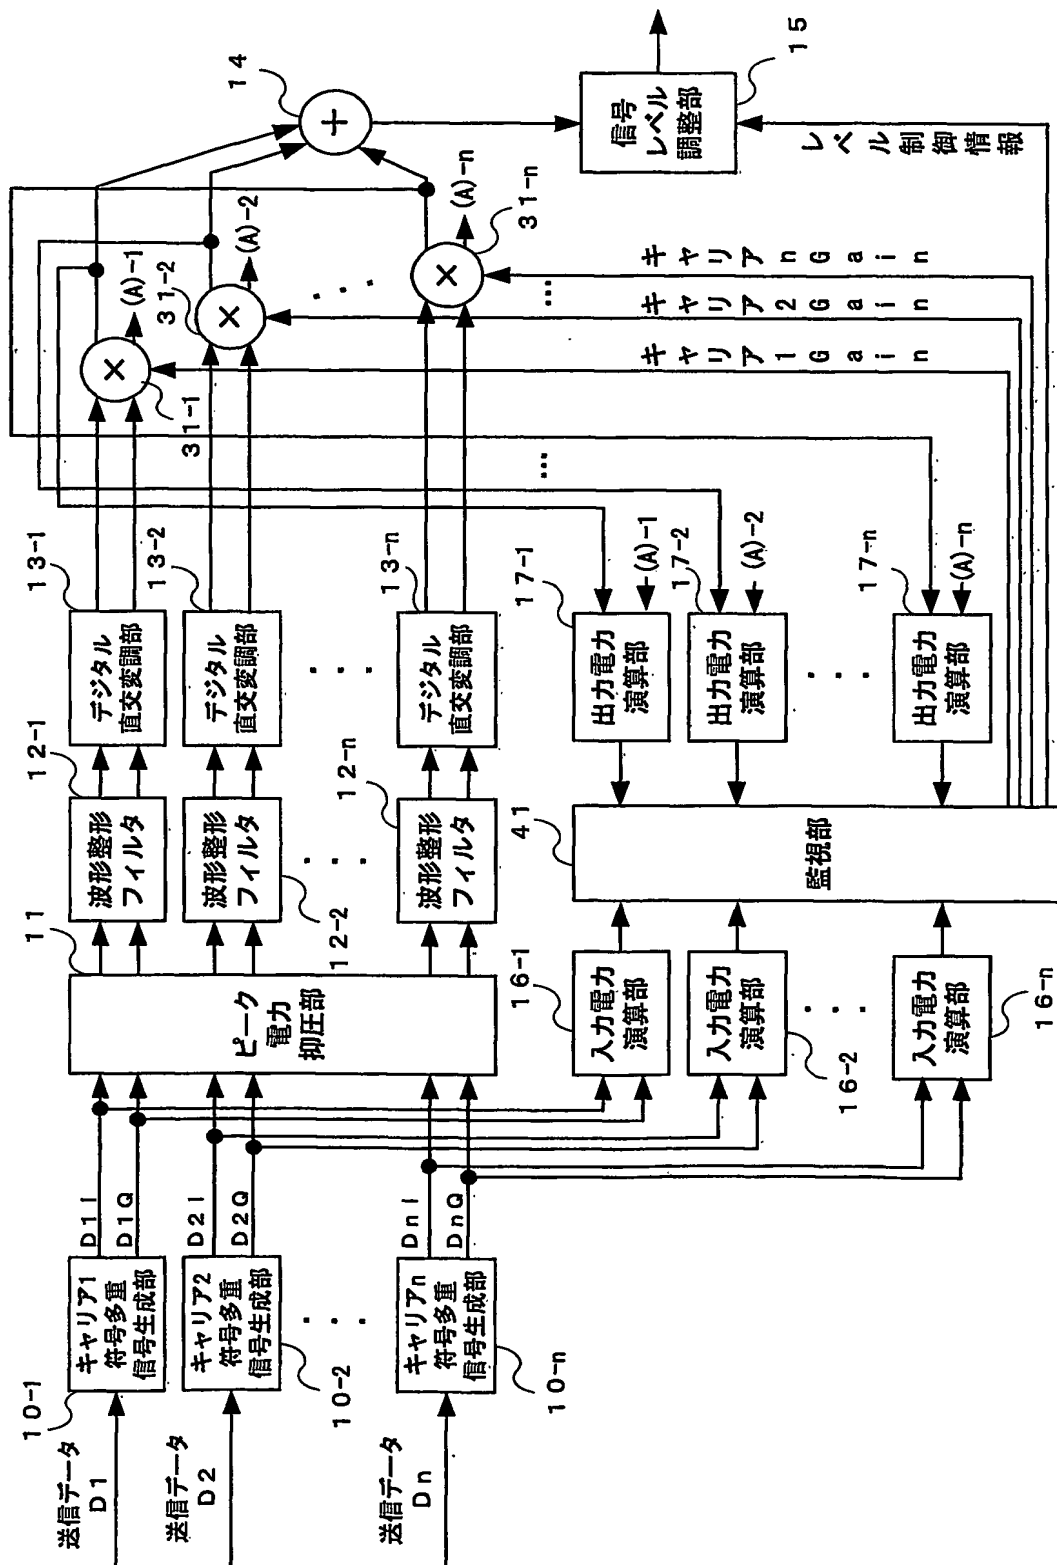 送信データ
D1
10-1
キャリア1
符号多重
信号生成部
D1I
D1Q
送信データ
D2
キャリア2
符号多重
信号生成部
10-2
D2I
D2Q
送信データ
Dn
キャリアn
符号多重
信号生成部
10-n
DnI
DnQ
11
ピーク
電力
抑圧部
12-1
波形整形
フィルタ
波形整形
フィルタ
12-2
12-n
波形整形
フィルタ
13-1
デジタル
直交変調部
13-2
デジタル
直交変調部
13-n
デジタル
直交変調部
31-1
×
(A)-1
31-2
×
(A)-2
×
(A)-n
31-n
14
+
信号
レベル
調整部
15
レベル制御情報
キャリアnGain
キャリア2Gain
キャリア1Gain
16-1
入力電力
演算部
入力電力
演算部
16-2
入力電力
演算部
16-n
41
監視部
17-1
出力電力
演算部
(A)-1
17-2
出力電力
演算部
(A)-2
17-n
出力電力
演算部
(A)-n